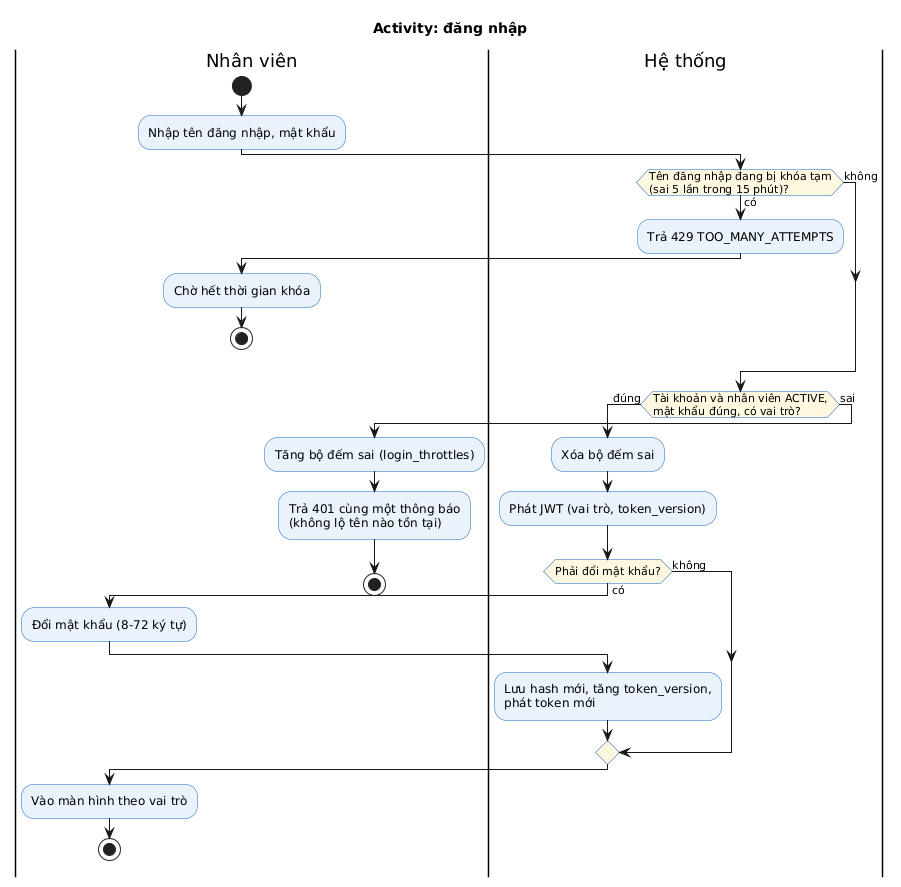 Activity: đăng nhập
Nhân viên
Hệ thống
Nhập tên đăng nhập, mật khẩu
Tên đăng nhập đang bị khóa tạm
(sai 5 lần trong 15 phút)?
không
có
Trả 429 TOO_MANY_ATTEMPTS
Chờ hết thời gian khóa
đúng
Tài khoản và nhân viên ACTIVE,
mật khẩu đúng, có vai trò?
sai
Tăng bộ đếm sai (login_throttles)
Xóa bộ đếm sai
Trả 401 cùng một thông báo
(không lộ tên nào tồn tại)
Phát JWT (vai trò, token_version)
Phải đổi mật khẩu?
không
có
Đổi mật khẩu (8-72 ký tự)
Lưu hash mới, tăng token_version,
phát token mới
Vào màn hình theo vai trò